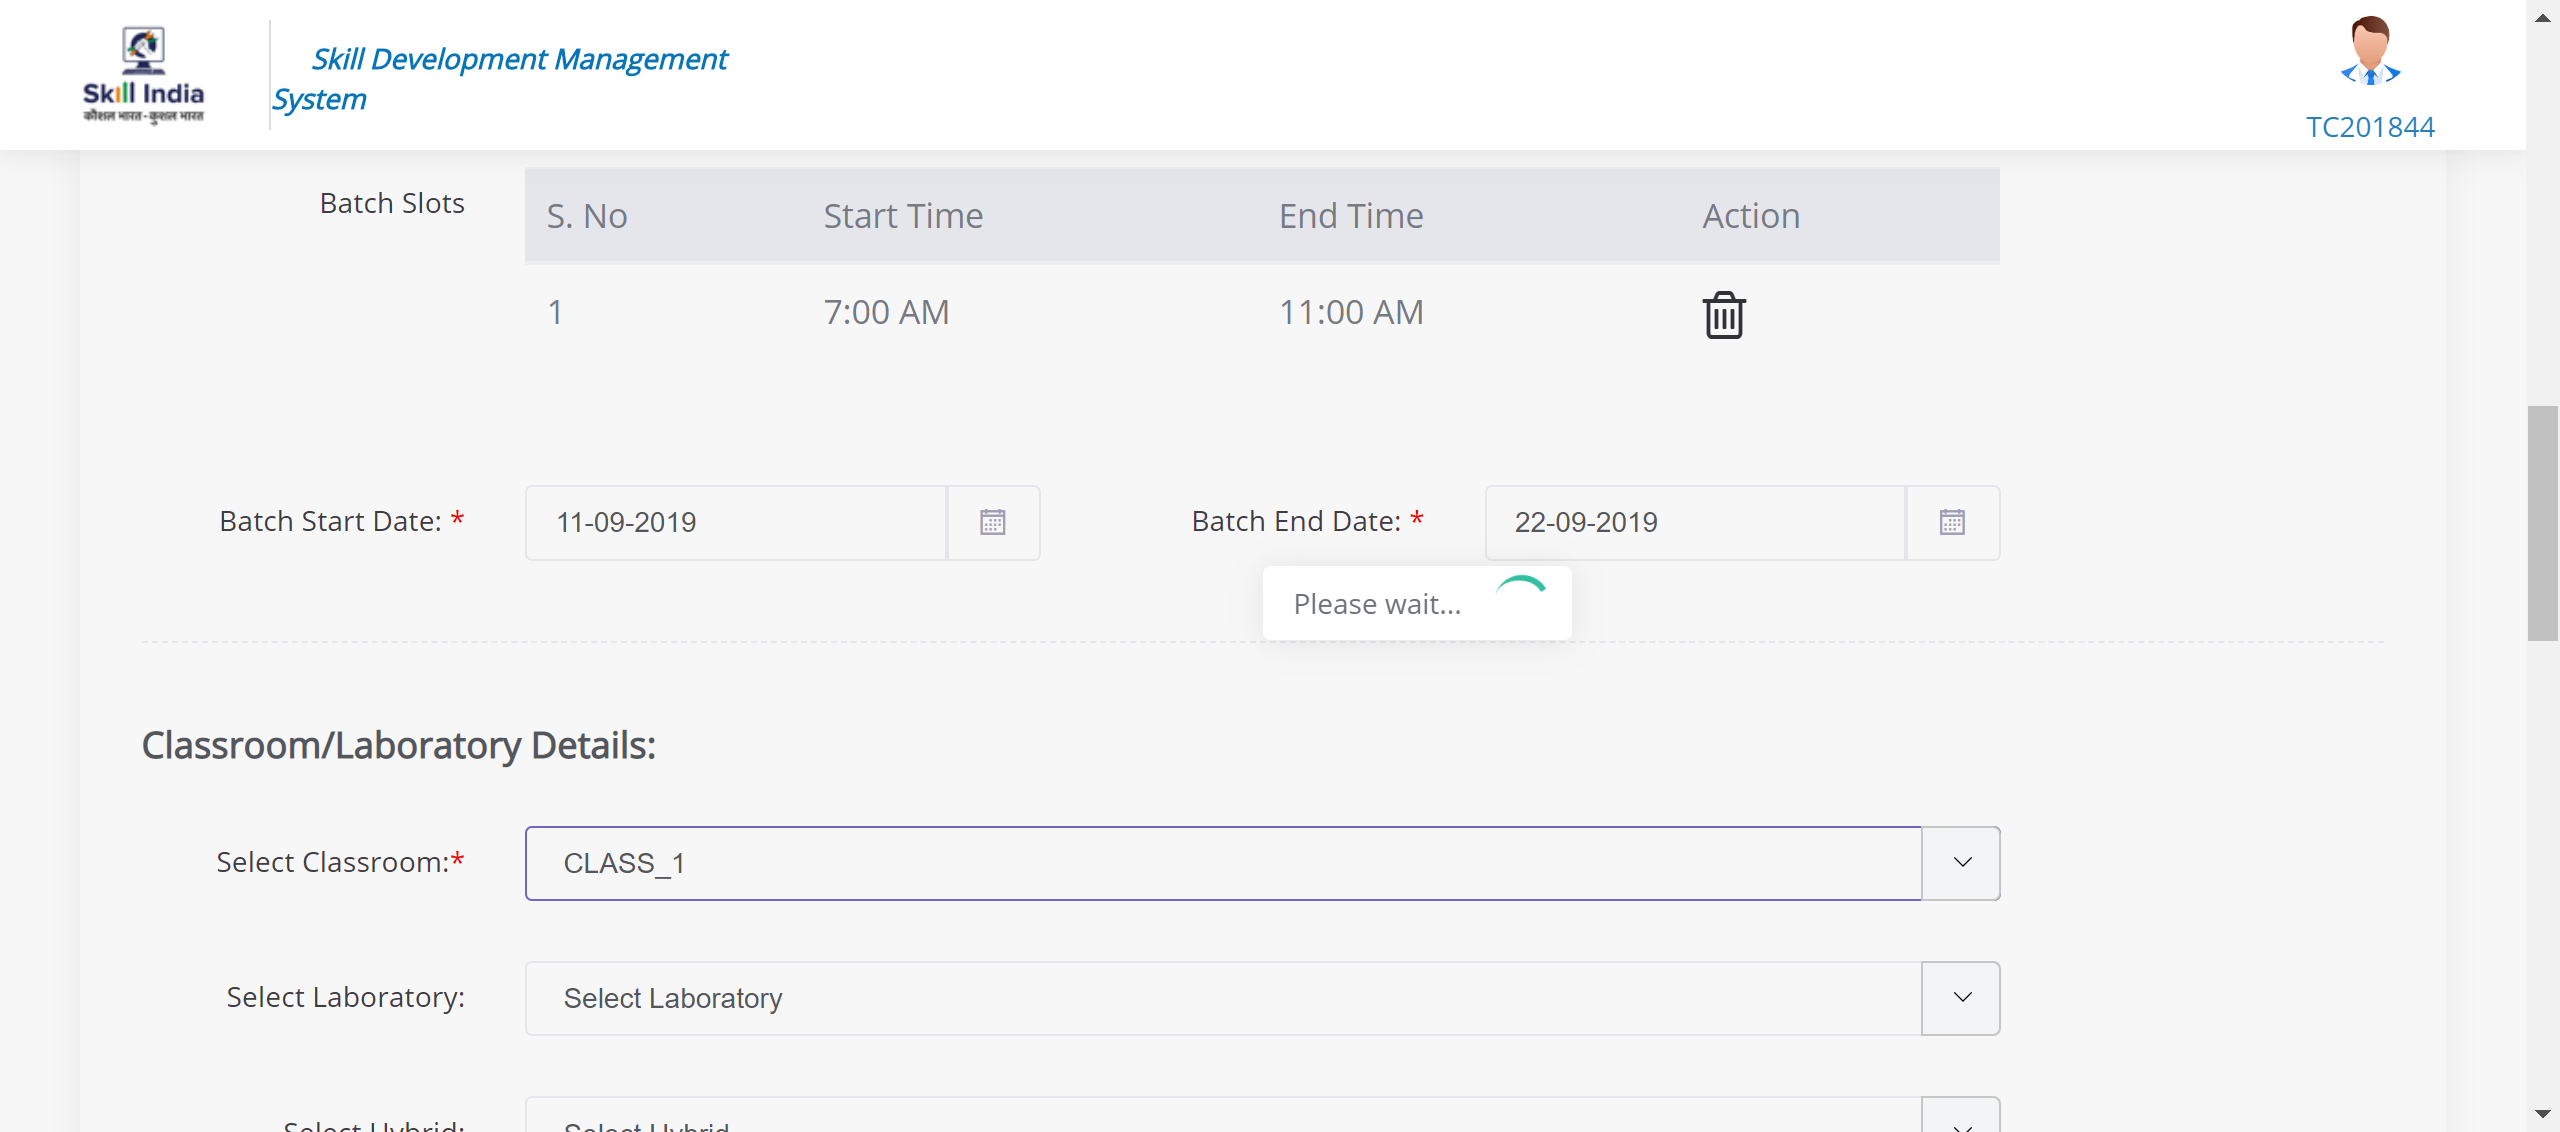 Skill India
कौशल भारत - कुशल भारत
Skill Development Management
System
TC201844
Batch Slots
S. No Start Time End Time Action
1 7:00 AM 11:00 AM
Batch Start Date: * 11-09-2019 Batch End Date: * 22-09-2019
Please wait...
Classroom/Laboratory Details:
Select Classroom:* CLASS_1
Select Laboratory: Select Laboratory
Select Hybrid: Select Hybrid